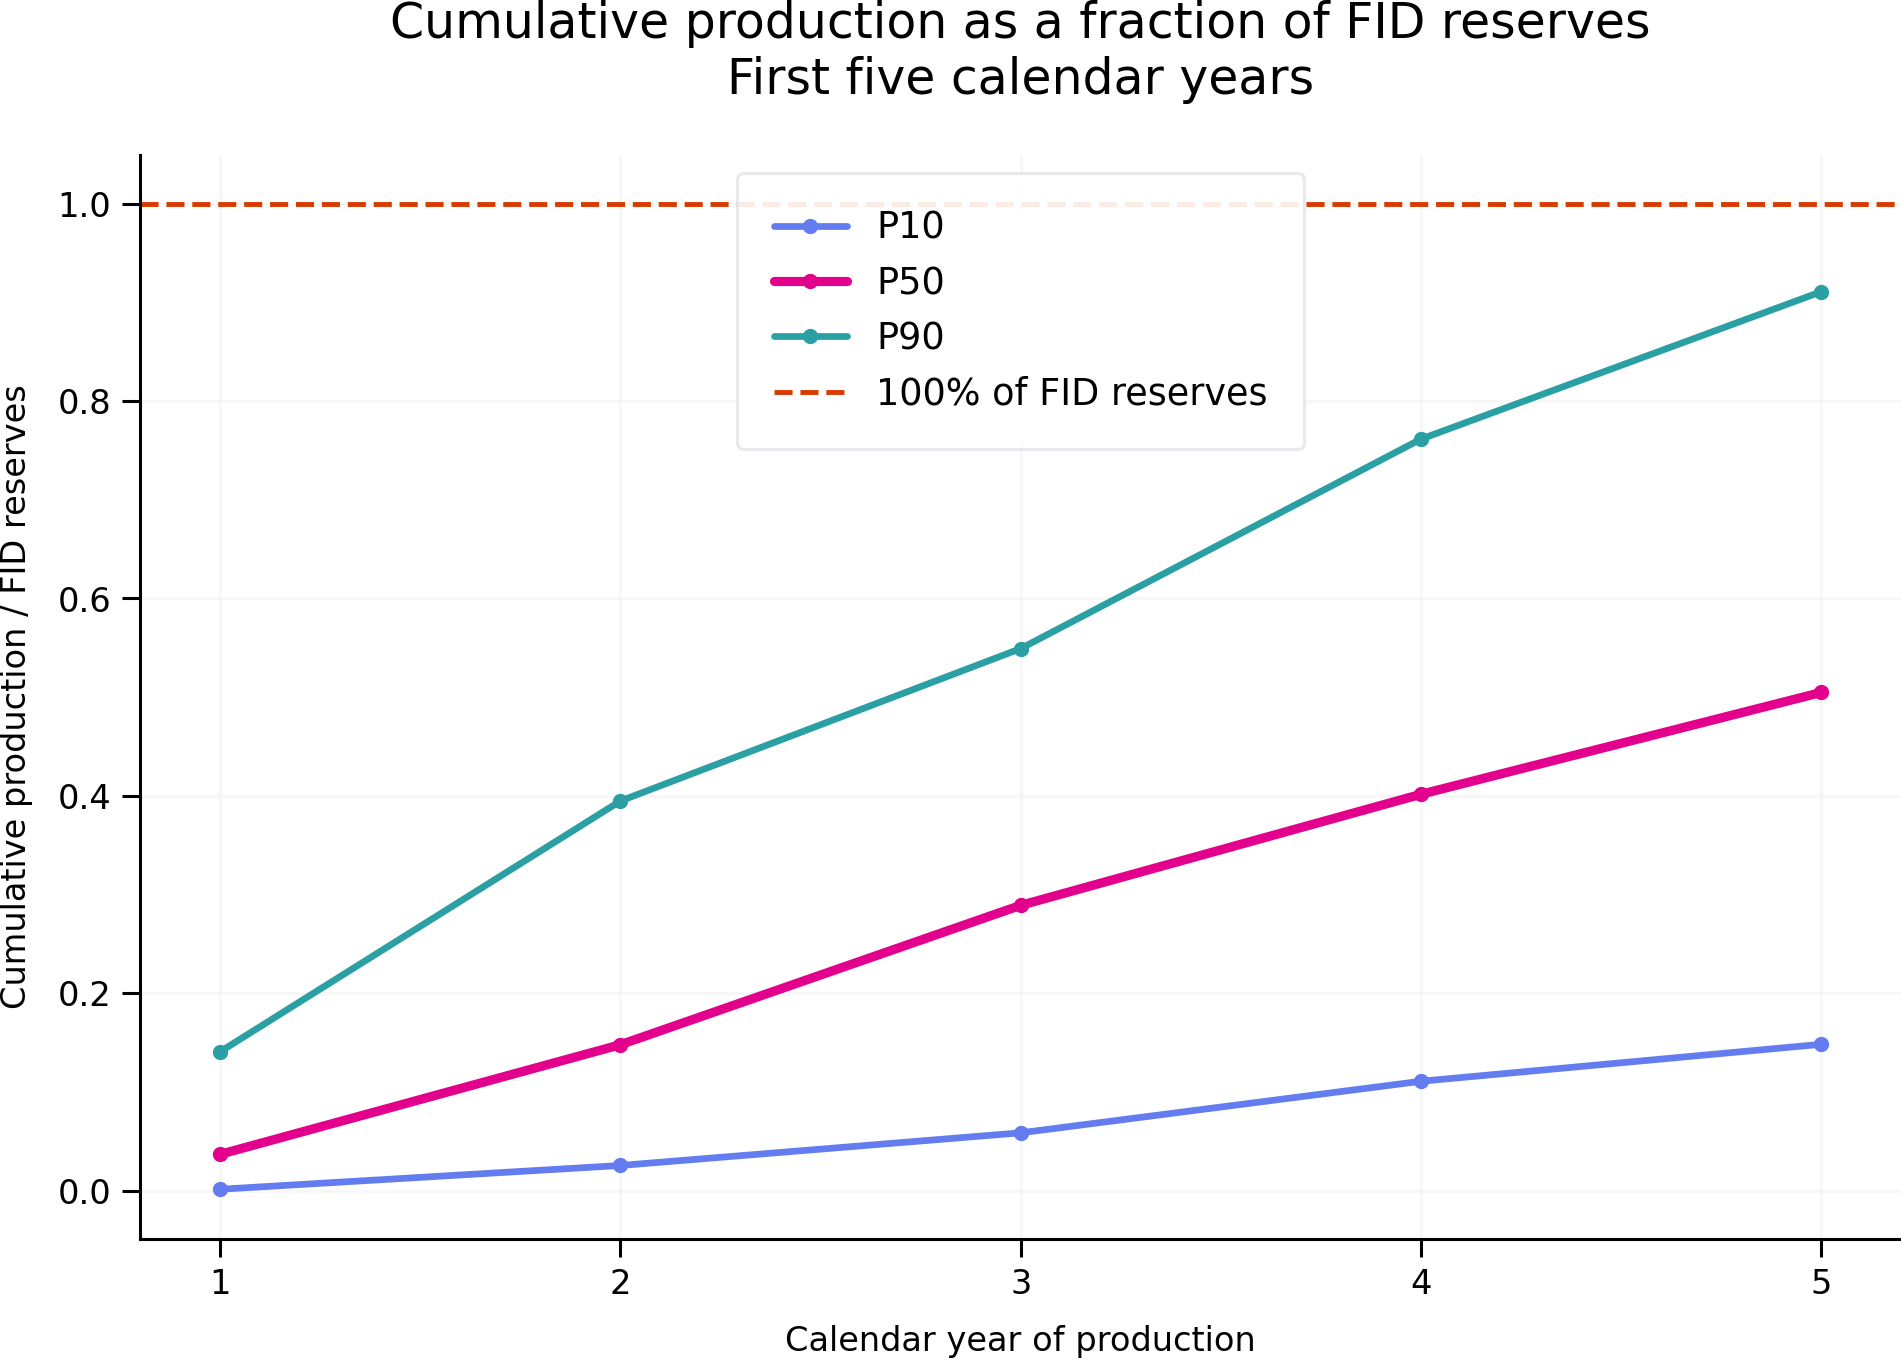 Cumulative production as a fraction of FID reserves
First five calendar years
Cumulative production / FID reserves
1.0
0.8
0.6
0.4
0.2
0.0
P10
P50
P90
100% of FID reserves
1
2
3
4
5
Calendar year of production